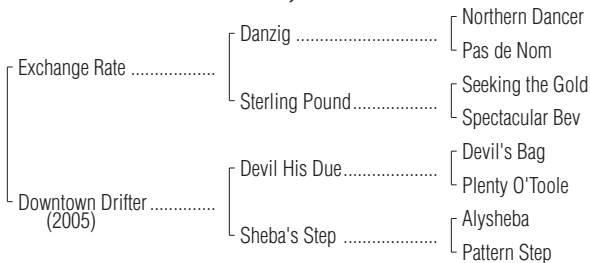 Northern Dancer
Danzig ..............................
Pas de Nom
Exchange Rate ..................
Seeking the Gold
Sterling Pound..................
Spectacular Bev
Devil's Bag
Devil His Due....................
Plenty O'Toole
Downtown Drifter..............
(2005)
Alysheba
Sheba's Step ....................
Pattern Step